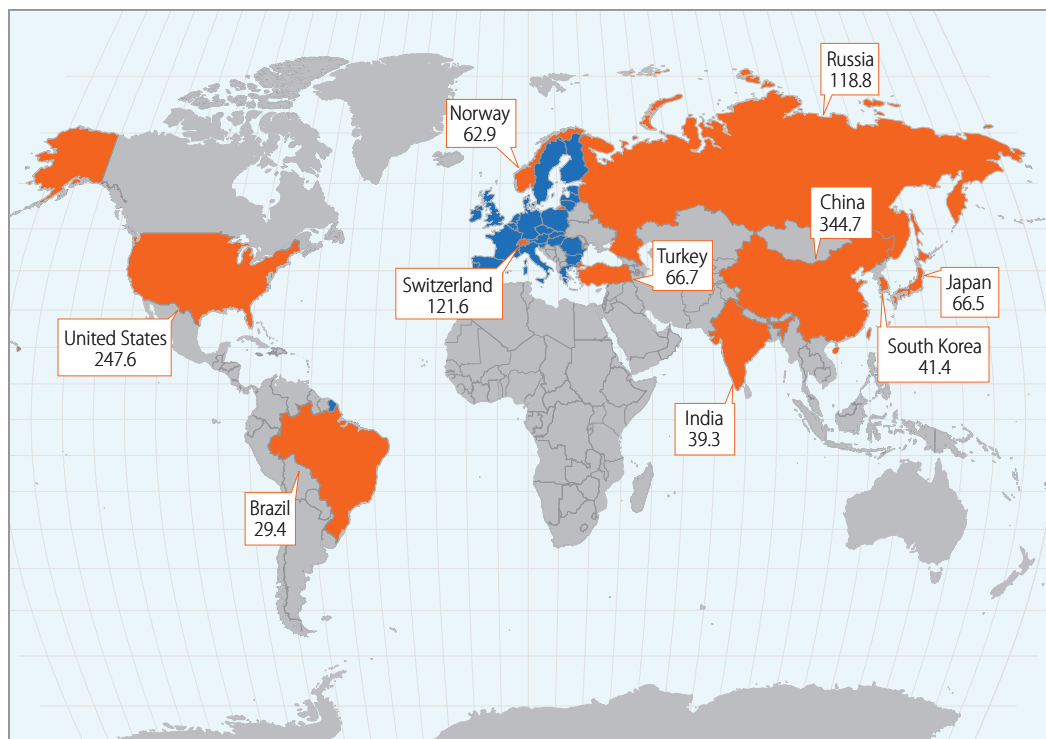 Russia
118.8
Norway
62.9
China
344.7
Turkey
66.7
Switzerland
121.6
Japan
66.5
United States
247.6
South Korea
41.4
India
39.3
Brazil
29.4